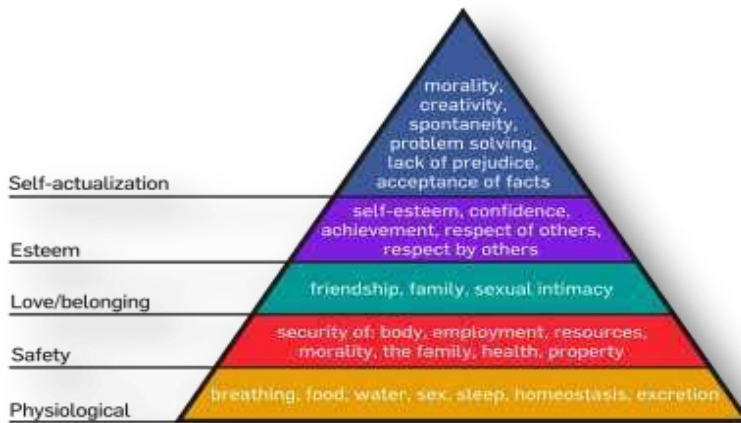 morality,
creativity,
spontaneity,
problem solving,
lack of prejudice,
acceptance of facts
Self-actualization
self-esteem, confidence,
achievement, respect of others,
respect by others
Esteem
friendship, family, sexual intimacy
Love/belonging
security of: body, employment, resources,
morality, the family, health, property
Safety
breathing, food, water, sex, sleep, homeostasis, excretion
Physiological